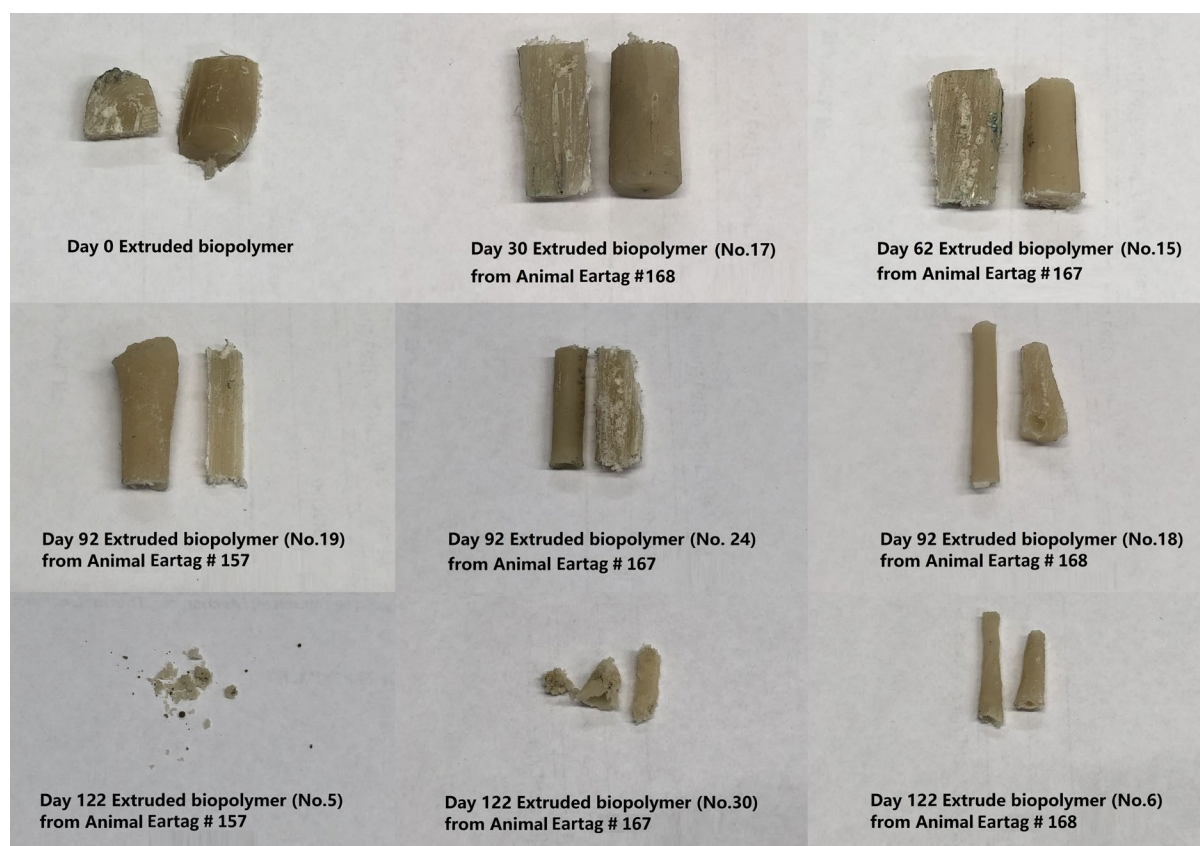 Day 0 Extruded biopolymer
Day 30 Extruded biopolymer (No.17)
from Animal Eartag #168
Day 62 Extruded biopolymer (No.15)
from Animal Eartag #167
Day 92 Extruded biopolymer (No.19)
from Animal Eartag # 157
Day 92 Extruded biopolymer (No. 24)
from Animal Eartag # 167
Day 92 Extruded biopolymer (No.18)
from Animal Eartag # 168
Day 122 Extruded biopolymer (No.5)
from Animal Eartag # 157
Day 122 Extruded biopolymer (No.30)
from Animal Eartag # 167
Day 122 Extrude biopolymer (No.6)
from Animal Eartag # 168